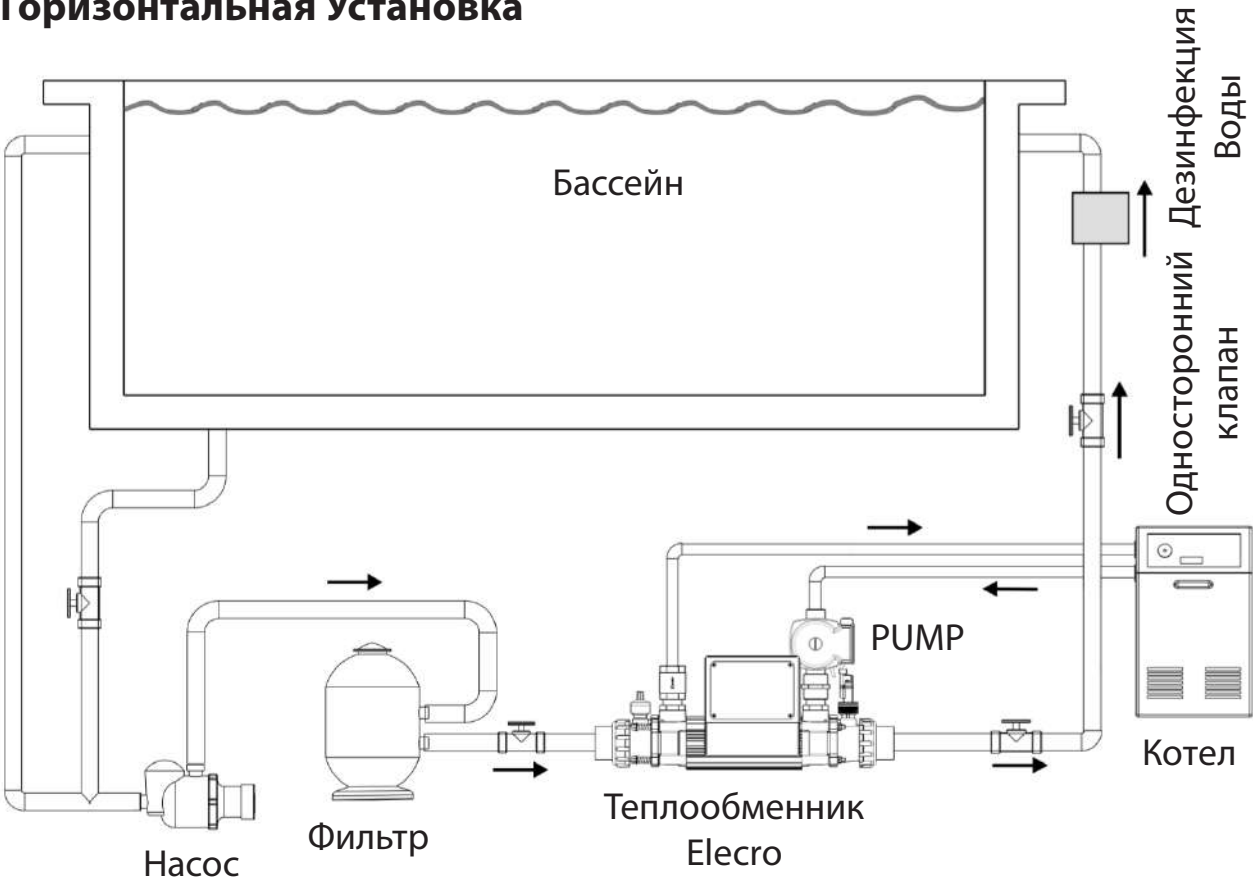 Горизонтальная Установка
Дезинфекция
Воды
Бассейн
Односторонний
клапан
PUMP
Котел
Теплообменник
Elecro
Фильтр
Насос